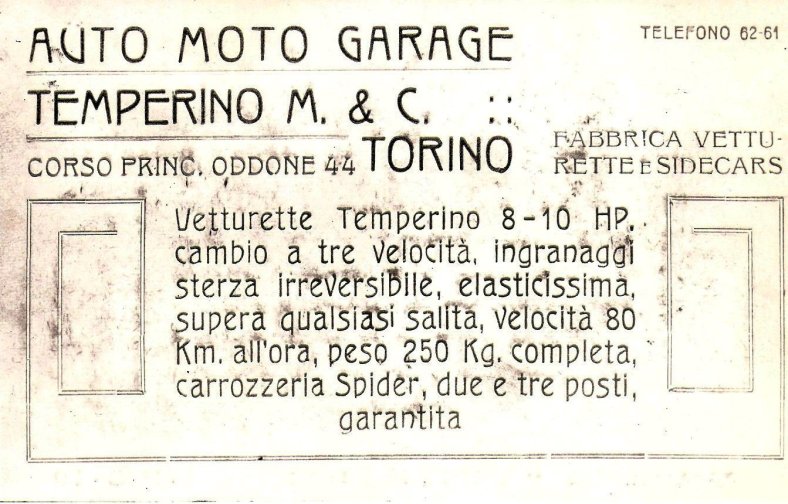 AUTO MOTO GARAGE
TELEFONO 62-61
TEMPERINO M. & C. ::
TORINO
CORSO PRINC. ODDONE 44
FABBRICA VETTU-
RETTE E SIDECARS
Vetturette Temperino 8-10 HP.
cambio a tre velocità, ingranaggi
sterza irreversibile, elasticissima,
supera qualsiasi salita, velocità 80
Km. all'ora, peso 250 Kg. completa,
carrozzeria Spider, due e tre posti,
garantita